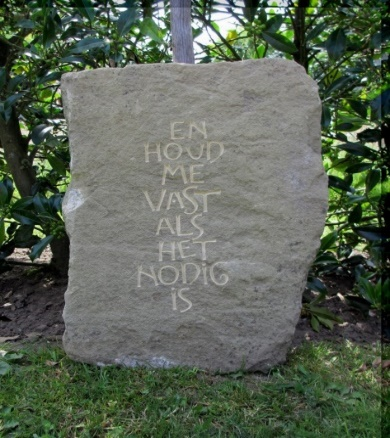 EN
HOUD
ME
VAST
ALS
HET
NODIG
IS